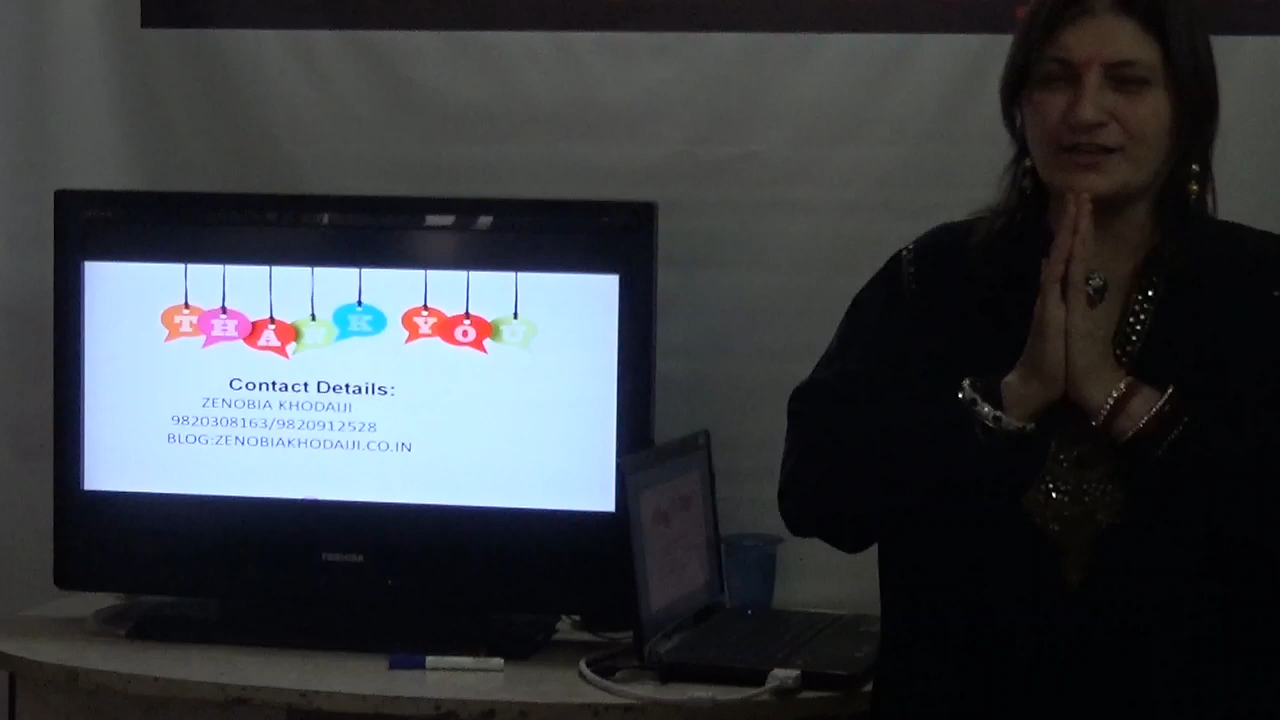 THANK YOU
Contact Details:
ZENOBIA KHODAIJI
9820308163/9820912528
BLOG:ZENOBIAKHODAIJI.CO.IN
TOSHIBA